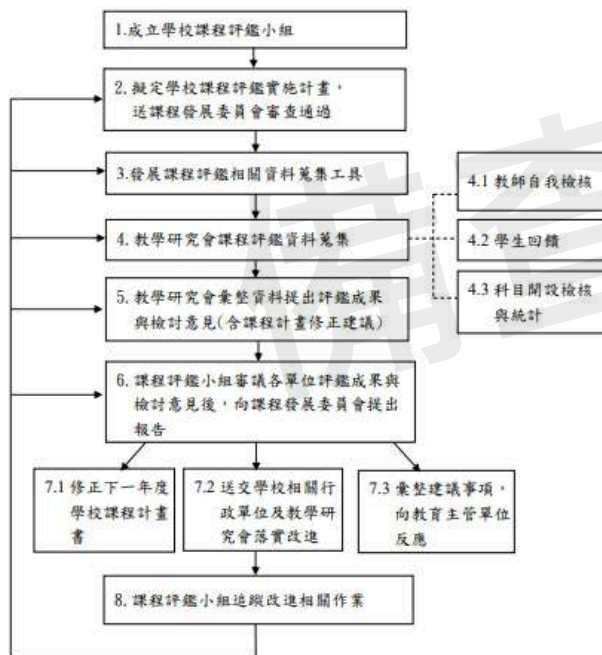 1.成立學校課程評鑑小組
2.擬定學校課程評鑑實施計畫,
送課程發展委員會審查通過
3.發展課程評鑑相關資料蒐集工具
4.1 教師自我檢核
4.教學研究會課程評鑑資料蒐集
4.2 學生回饋
5.教學研究會彙整資料提出評鑑成果
與檢討意見(含課程計畫修正建議)
4.3 科目開設檢核
與統計
6.課程評鑑小組審議各單位評鑑成果與
檢討意見後,向課程發展委員會提出
報告
7.1 修正下一年度
學校課程計畫
書
7.2 送交學校相關行
政單位及教學研
究會落實改進
7.3 彙整建議事項,
向教育主管單位
反應
8.課程評鑑小組追蹤改進相關作業
備查